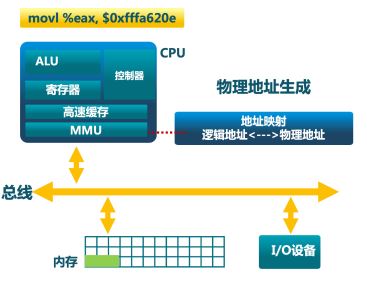 movl %eax, $0xfffa620e
CPU
ALU
控制器
寄存器
高速缓存
MMU
物理地址生成
地址映射
逻辑地址<--->物理地址
总线
内存
I/O设备